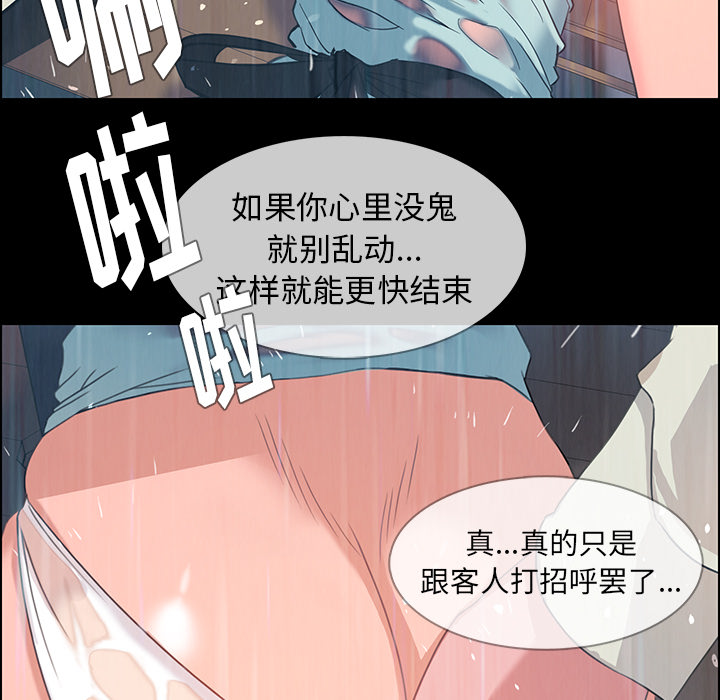 唰
啦
啦
如果你心里没鬼
就别乱动...
这样就能更快结束
真...真的只是
跟客人打招呼罢了...